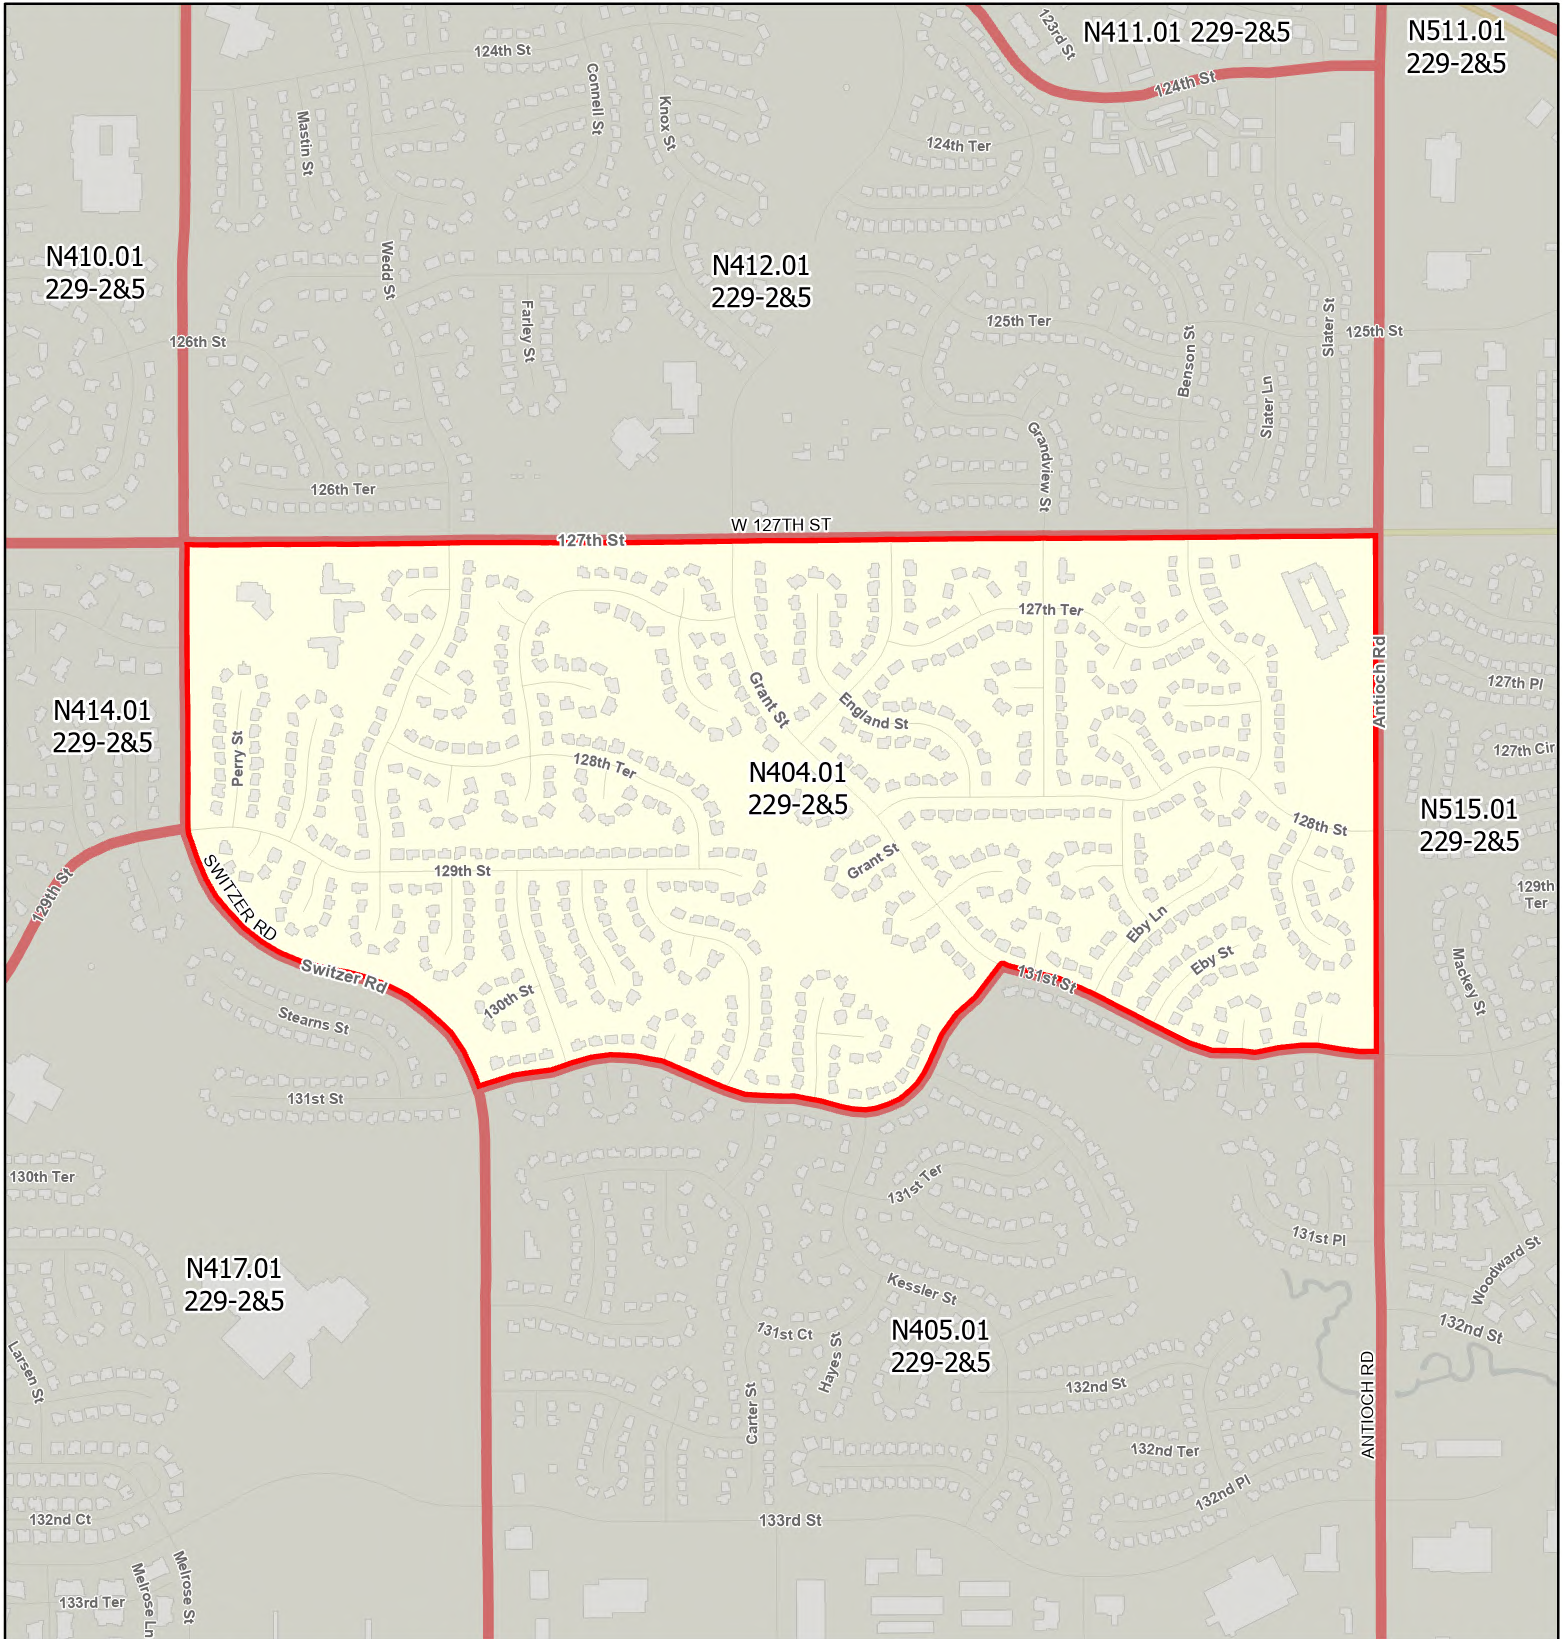 N411.01 229-2&5
N511.01
229-2&5
123rd St
124th St
124th St
Connell St
Knox St
Mastin St
124th Ter
N410.01
229-2&5
Wedd St
N412.01
229-2&5
Farley St
125th Ter
Benson St
Slater St
125th St
126th St
Slater Ln
Grandview St
126th Ter
W 127TH ST
127th St
127th Ter
Antioch Rd
127th Pl
N414.01
229-2&5
Perry St
Grant St
England St
127th Cir
128th Ter
N404.01
229-2&5
N515.01
229-2&5
128th St
129th St
SWITZER RD
129th St
Grant St
129th
Ter
Eby Ln
Eby St
Mackey St
Switzer Rd
131st St
130th St
Stearns St
131st St
130th Ter
131st Ter
131st Pl
Woodward St
N417.01
229-2&5
Kessler St
N405.01
229-2&5
131st Ct
Hayes St
132nd St
Larsen St
132nd St
ANTIOCH RD
Carter St
132nd Ter
132nd Pl
132nd Ct
133rd St
Melrose St
Melrose Ln
133rd Ter